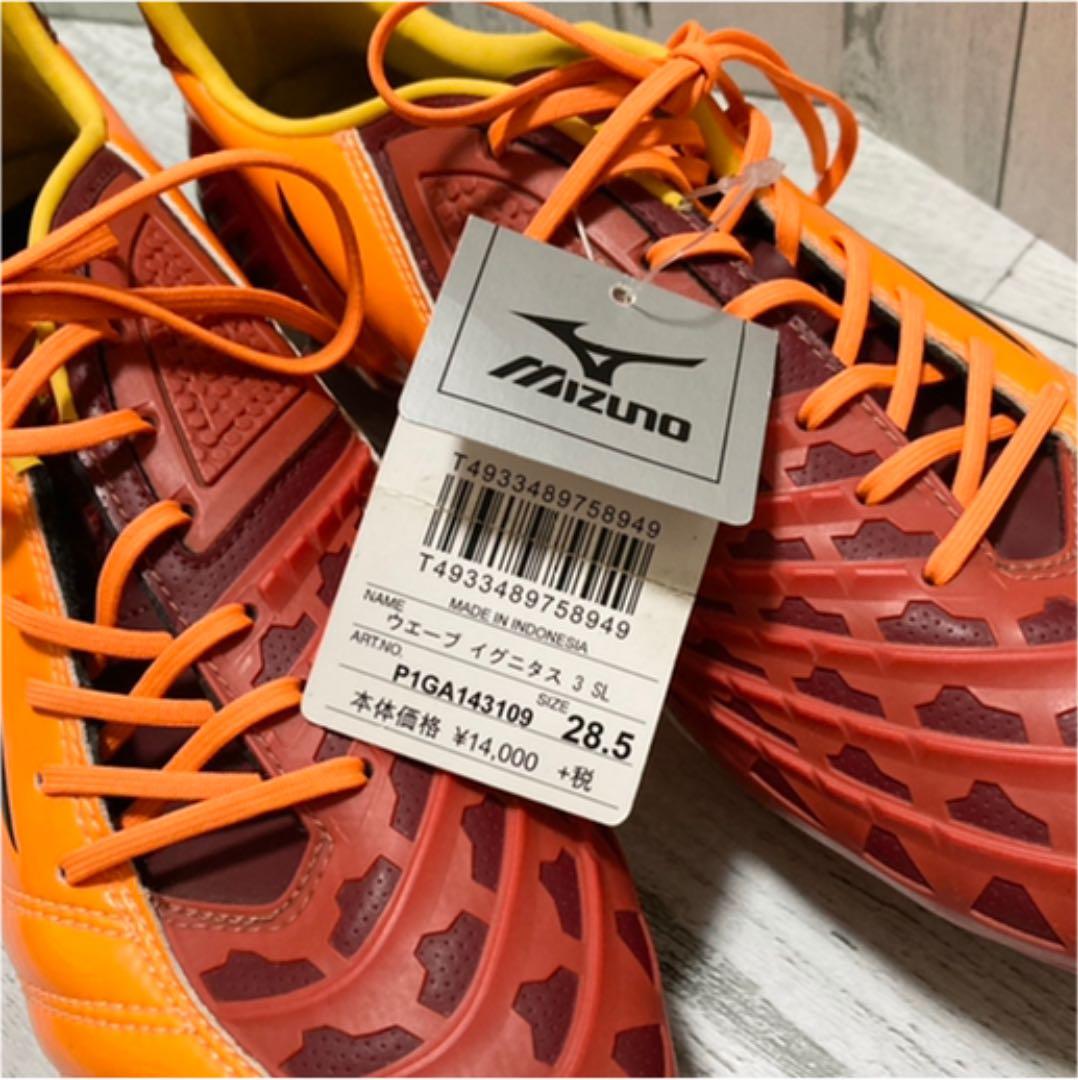 MIZUNO
T4933489758949
T4933489758949
MADE IN INDONESIA
NAME
ウエーブ イグニタス 3 SL
ART.NO.
P1GA143109
SIZE
28.5
本体価格 ¥14,000 +税